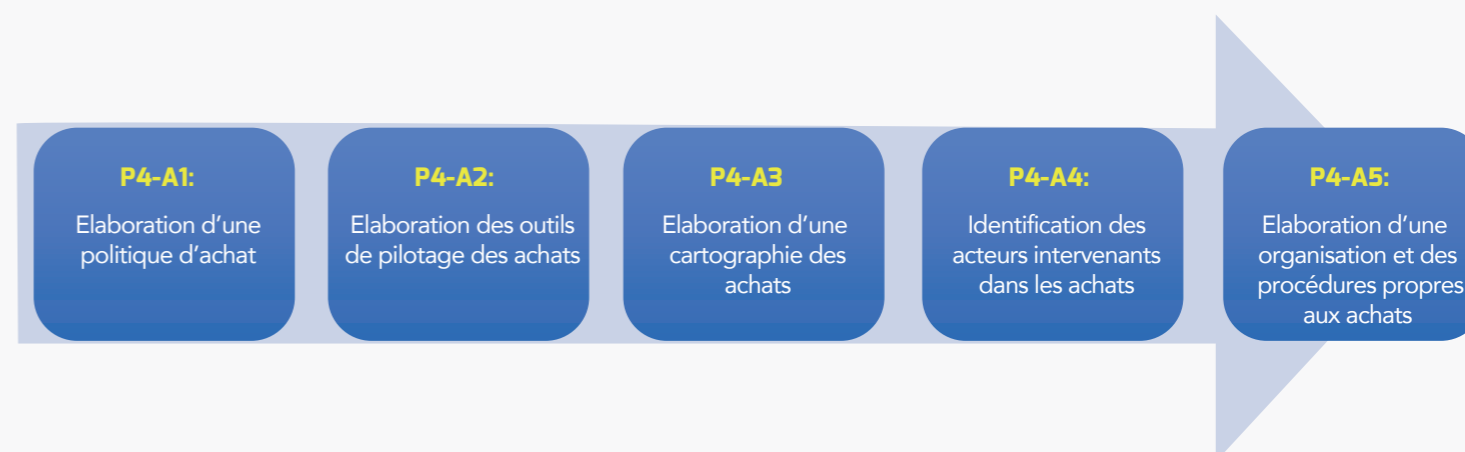 P4-A1:
Elaboration d’une
politique d’achat
P4-A2:
Elaboration des outils
de pilotage des achats
P4-A3
Elaboration d’une
cartographie des
achats
P4-A4:
Identification des
acteurs intervenants
dans les achats
P4-A5:
Elaboration d’une
organisation et des
procédures propres
aux achats